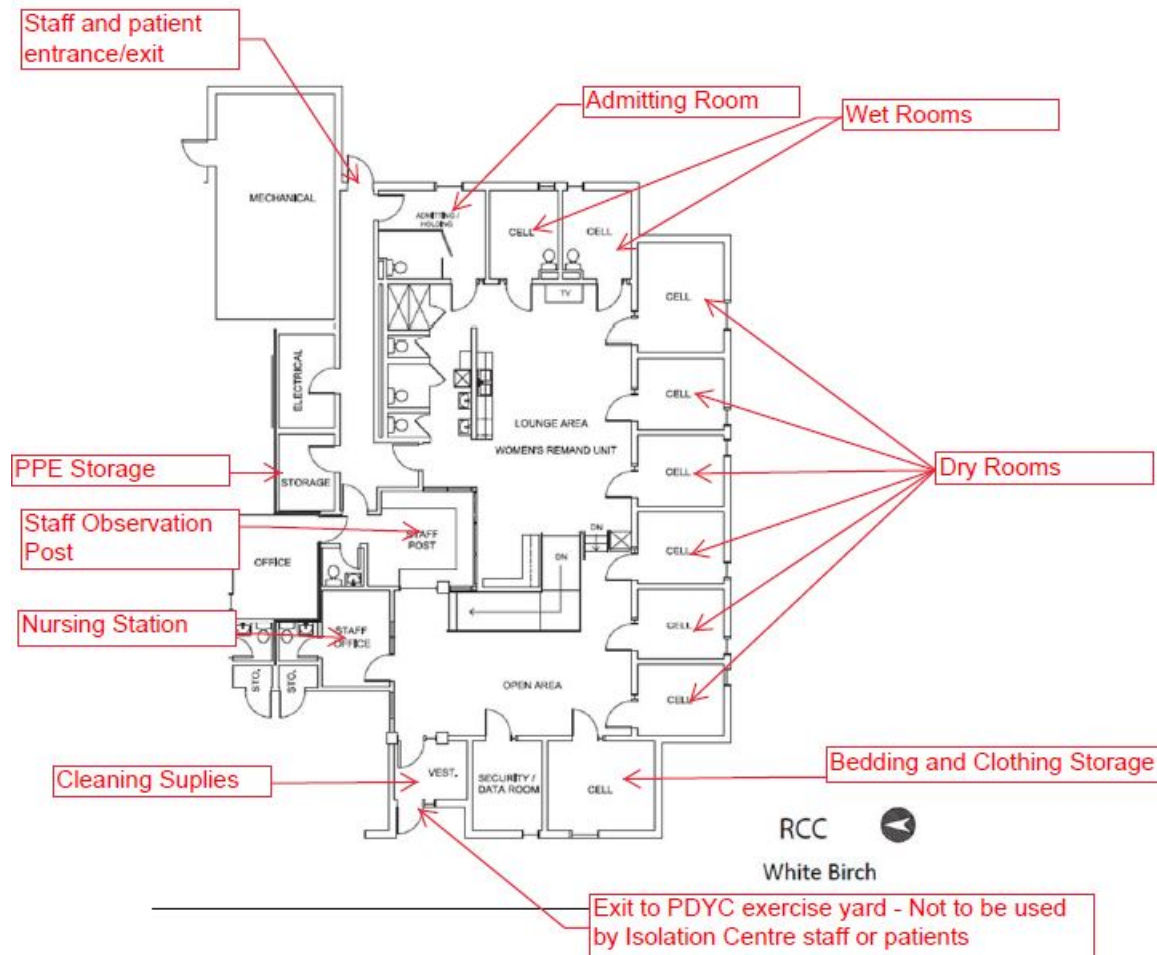 Staff and patient
entrance/exit
Admitting Room
Wet Rooms
MECHANICAL
ADMITTING /
HOLDING
CELL
CELL
TV
CELL
ELECTRICAL
CELL
LOUNGE AREA
WOMEN'S REMAND UNIT
PPE Storage
STORAGE
CELL
Dry Rooms
Staff Observation
Post
STAFF
POST
DN
DN
CELL
OFFICE
Nursing Station
STAFF
OFFICE
CELL
STO.
STO.
OPEN AREA
CELL
Cleaning Suplies
VEST.
SECURITY /
DATA ROOM
CELL
Bedding and Clothing Storage
RCC
White Birch
Exit to PDYC exercise yard - Not to be used
by Isolation Centre staff or patients